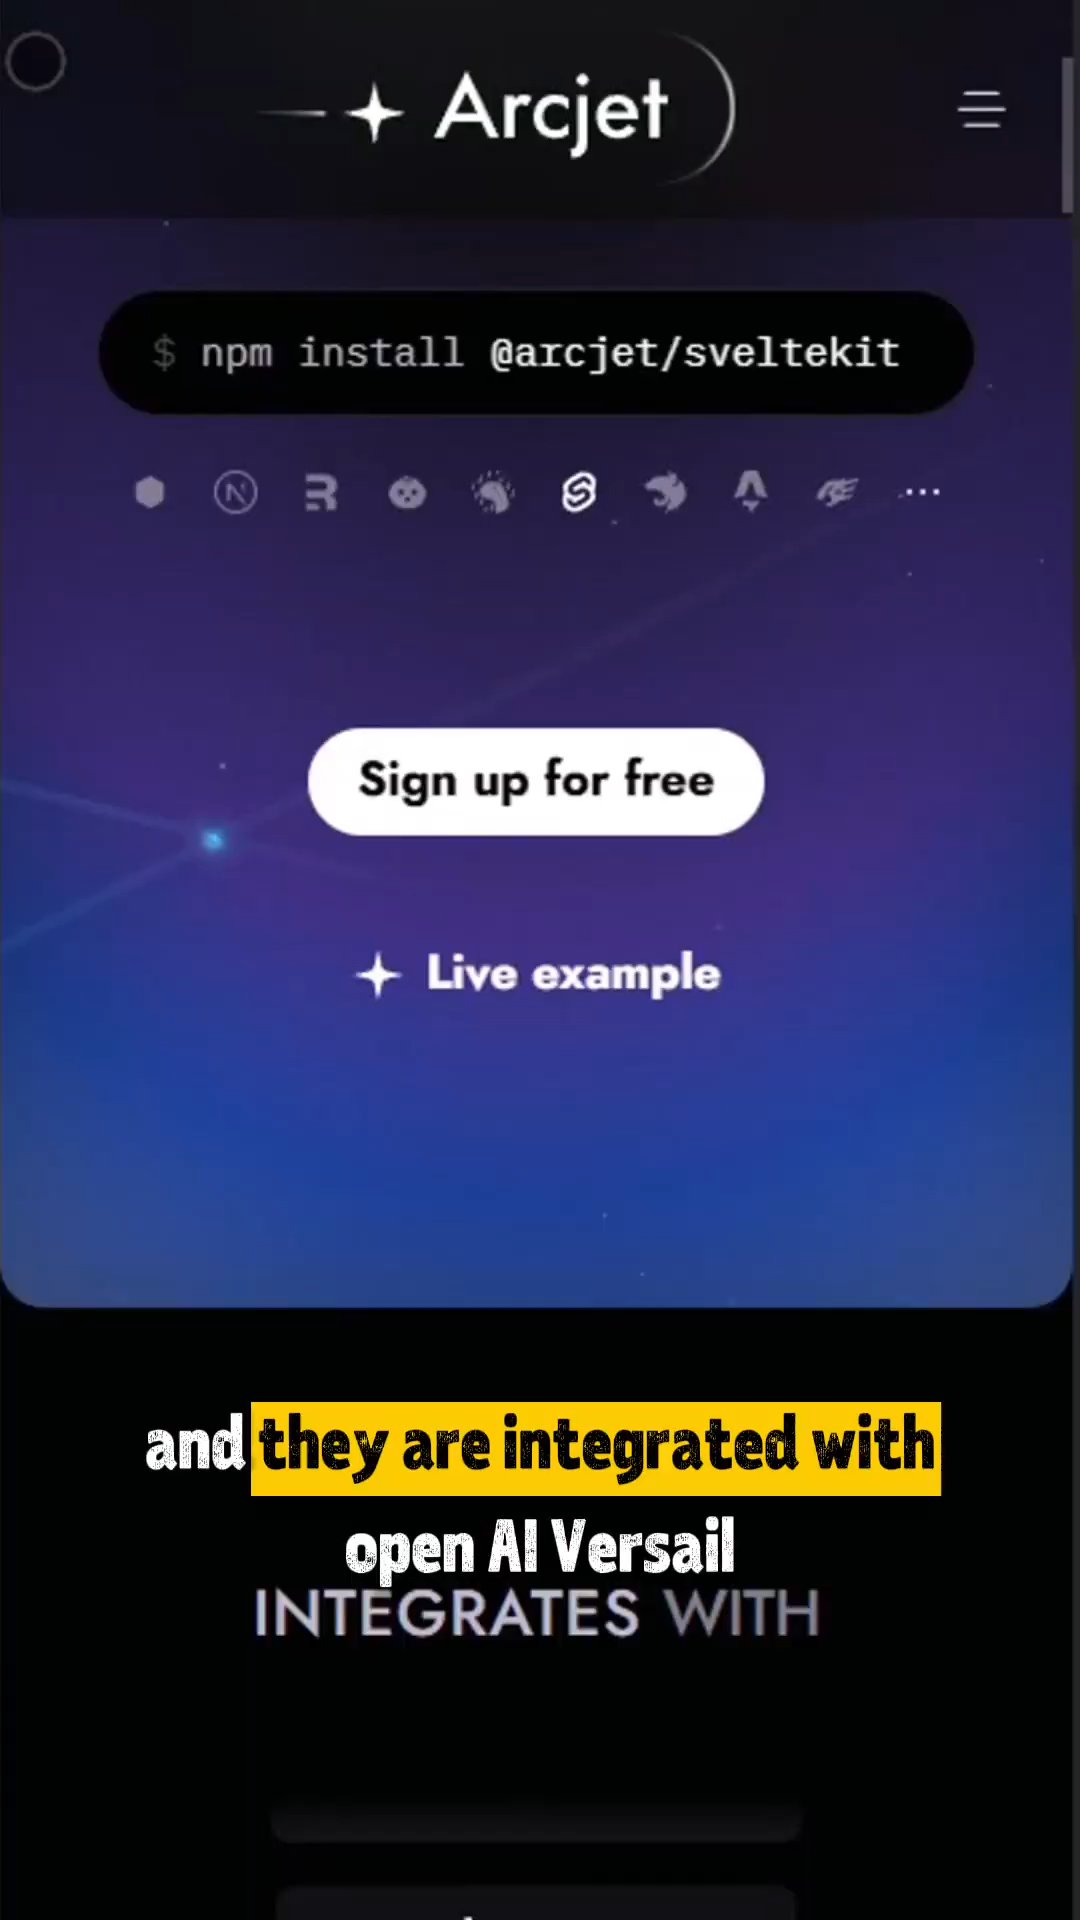 Arcjet
$ npm install @arcjet/sveltekit
Sign up for free
Live example
and they are integrated with
open AI Versail
INTEGRATES WITH